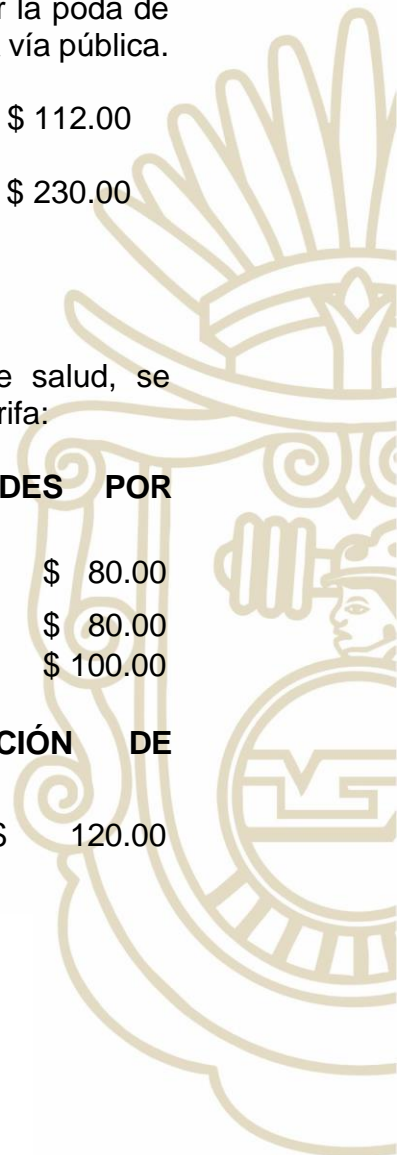 r la poda de
vía pública.
$ 112.00
$ 230.00
e salud, se
rifa:
DES POR
$ 80.00
$ 80.00
$ 100.00
CIÓN DE
120.00